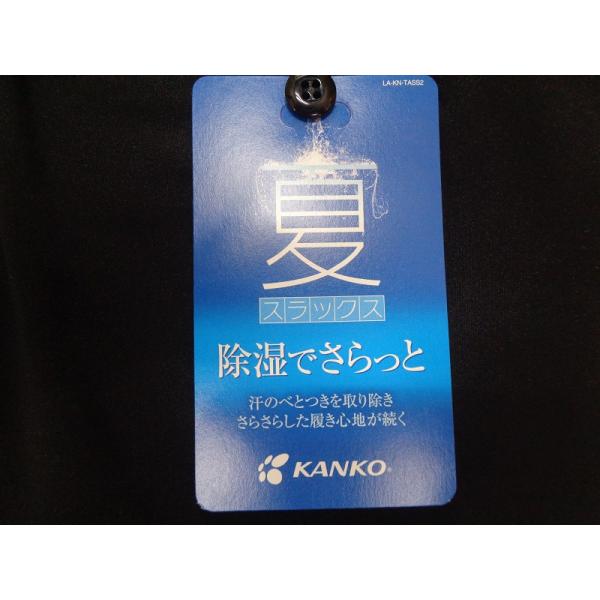 LA-KN-TASS2
夏
スラックス
除湿でさらっと
汗のべとつきを取り除き
さらさらした履き心地が続く
KANKO®